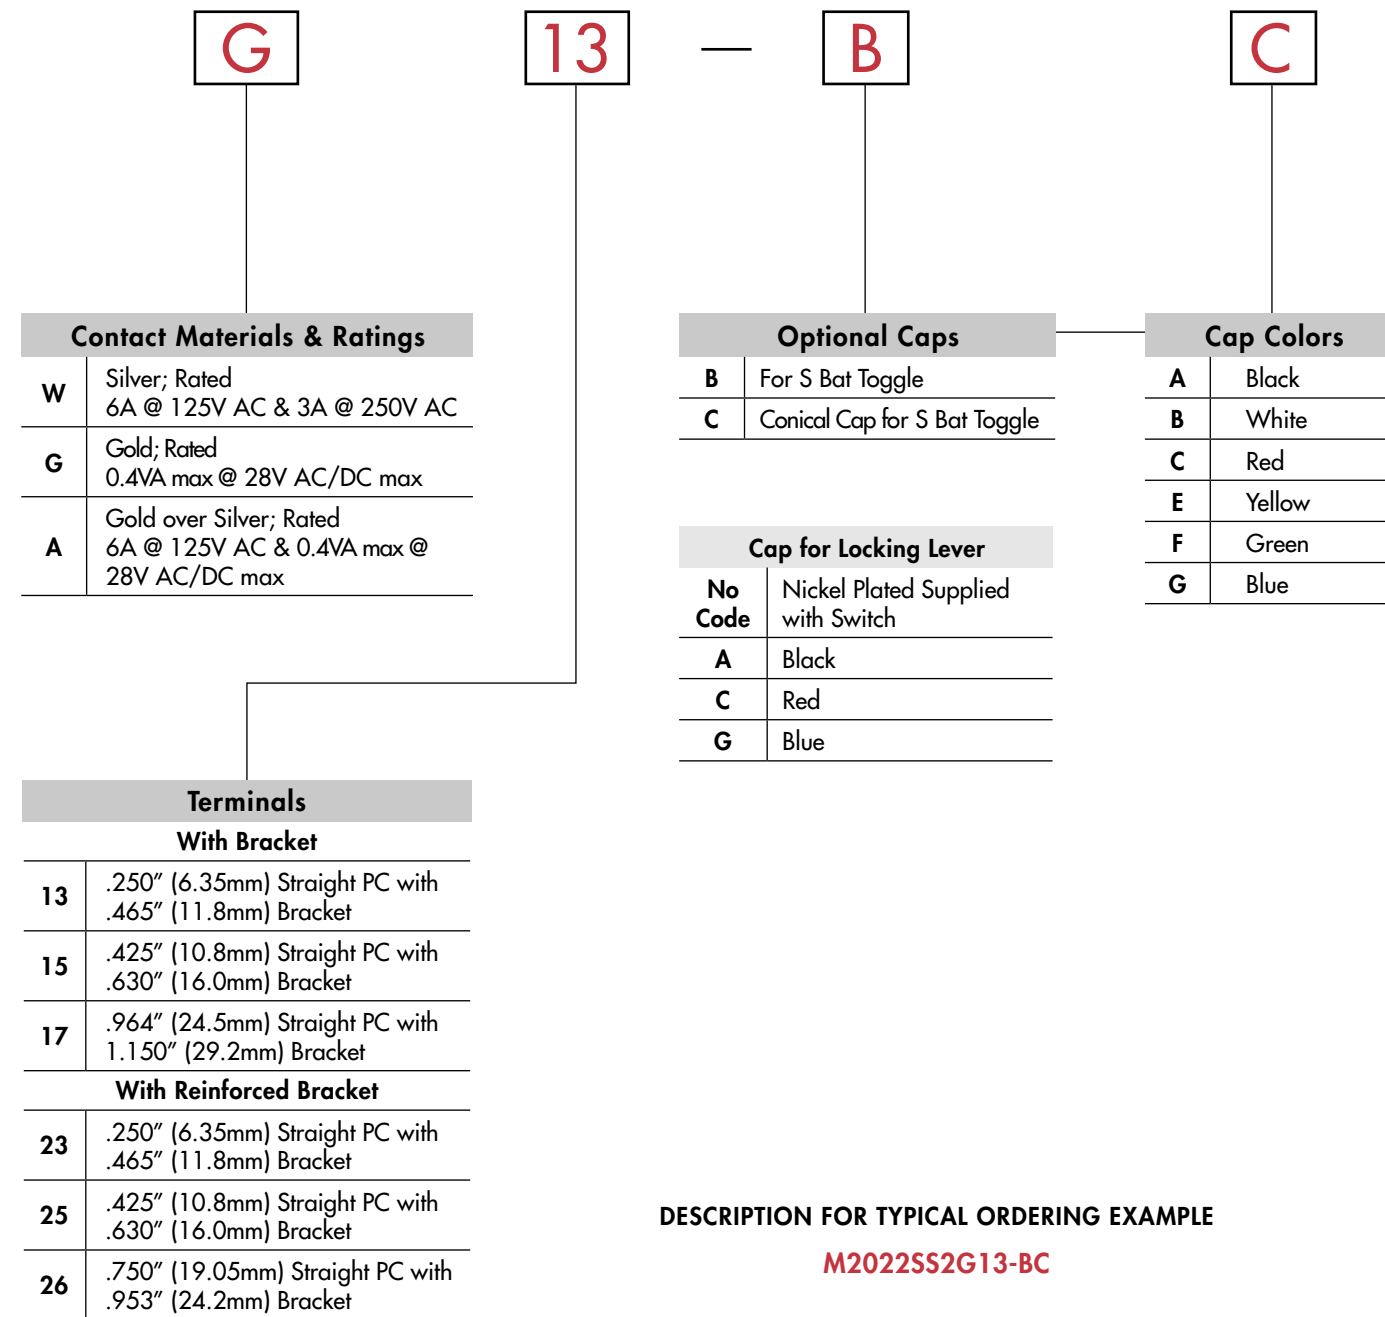 G 13 — B C
Contact Materials & Ratings
W Silver; Rated
6A @ 125V AC & 3A @ 250V AC
G Gold; Rated
0.4VA max @ 28V AC/DC max
A Gold over Silver; Rated
6A @ 125V AC & 0.4VA max @
28V AC/DC max
Terminals
With Bracket
13 .250" (6.35mm) Straight PC with
.465" (11.8mm) Bracket
15 .425" (10.8mm) Straight PC with
.630" (16.0mm) Bracket
17 .964" (24.5mm) Straight PC with
1.150" (29.2mm) Bracket
With Reinforced Bracket
23 .250" (6.35mm) Straight PC with
.465" (11.8mm) Bracket
25 .425" (10.8mm) Straight PC with
.630" (16.0mm) Bracket
26 .750" (19.05mm) Straight PC with
.953" (24.2mm) Bracket
Optional Caps
B For S Bat Toggle
C Conical Cap for S Bat Toggle
Cap for Locking Lever
No Code Nickel Plated Supplied
with Switch
A Black
C Red
G Blue
Cap Colors
A Black
B White
C Red
E Yellow
F Green
G Blue
DESCRIPTION FOR TYPICAL ORDERING EXAMPLE
M2022SS2G13-BC